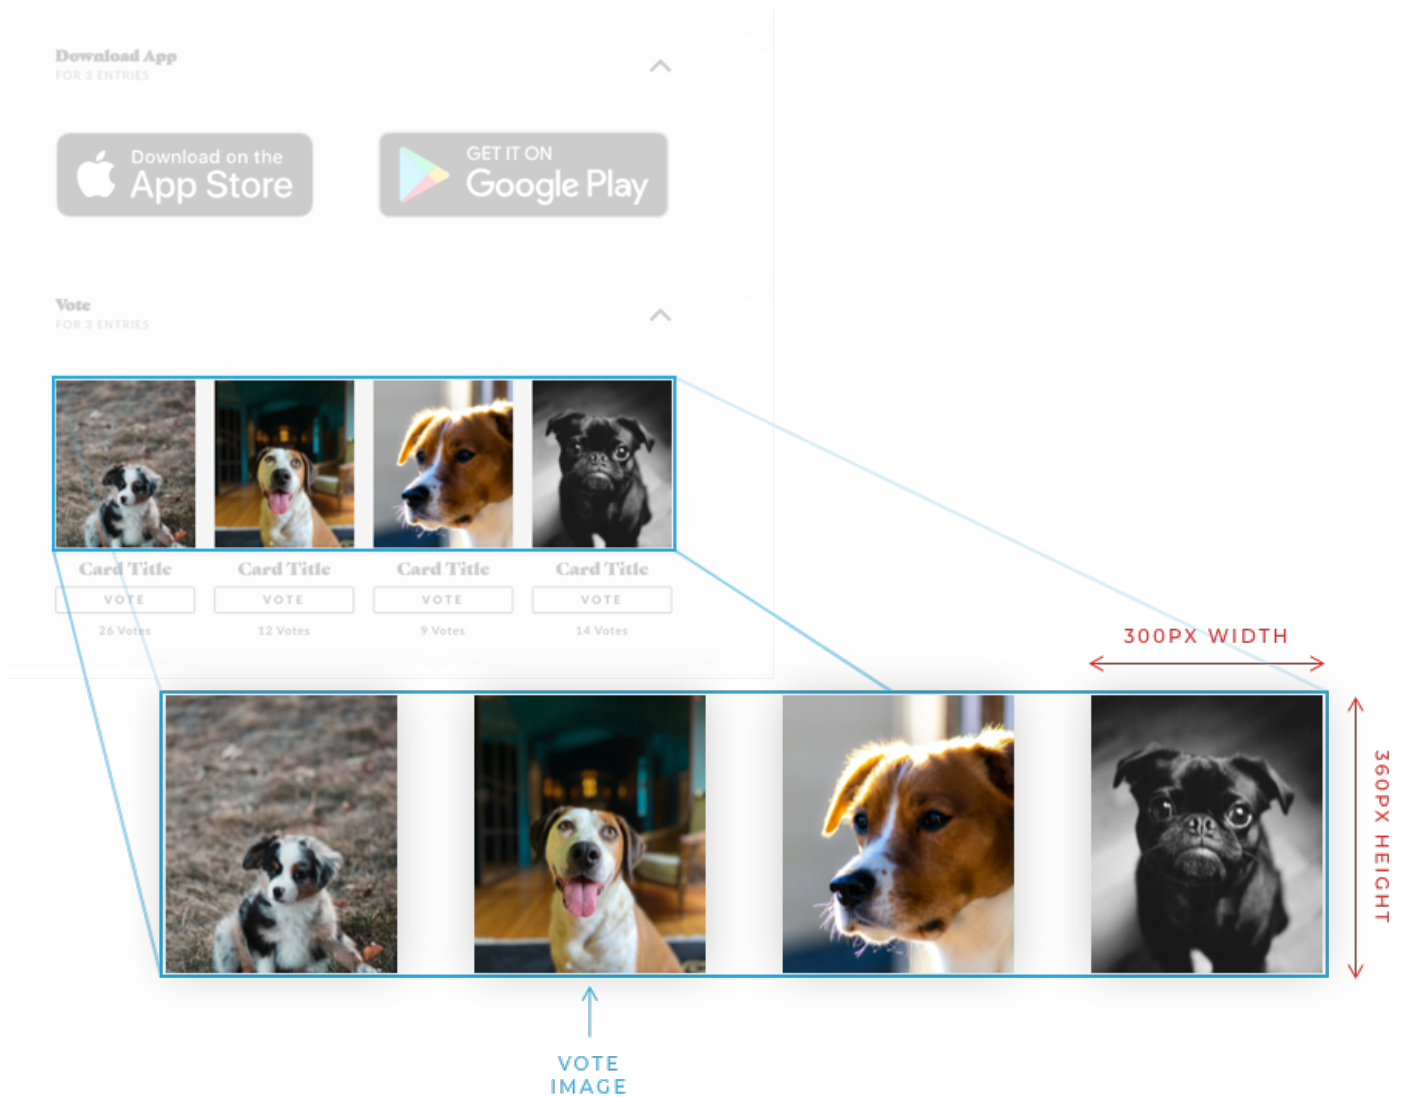 Download App
FOR 3 ENTRIES
Download on the
App Store
GET IT ON
Google Play
Vote
FOR 3 ENTRIES
Card Title
Card Title
Card Title
Card Title
VOTE
VOTE
VOTE
VOTE
26 Votes
12 Votes
9 Votes
14 Votes
300PX WIDTH
360PX HEIGHT
VOTE
IMAGE